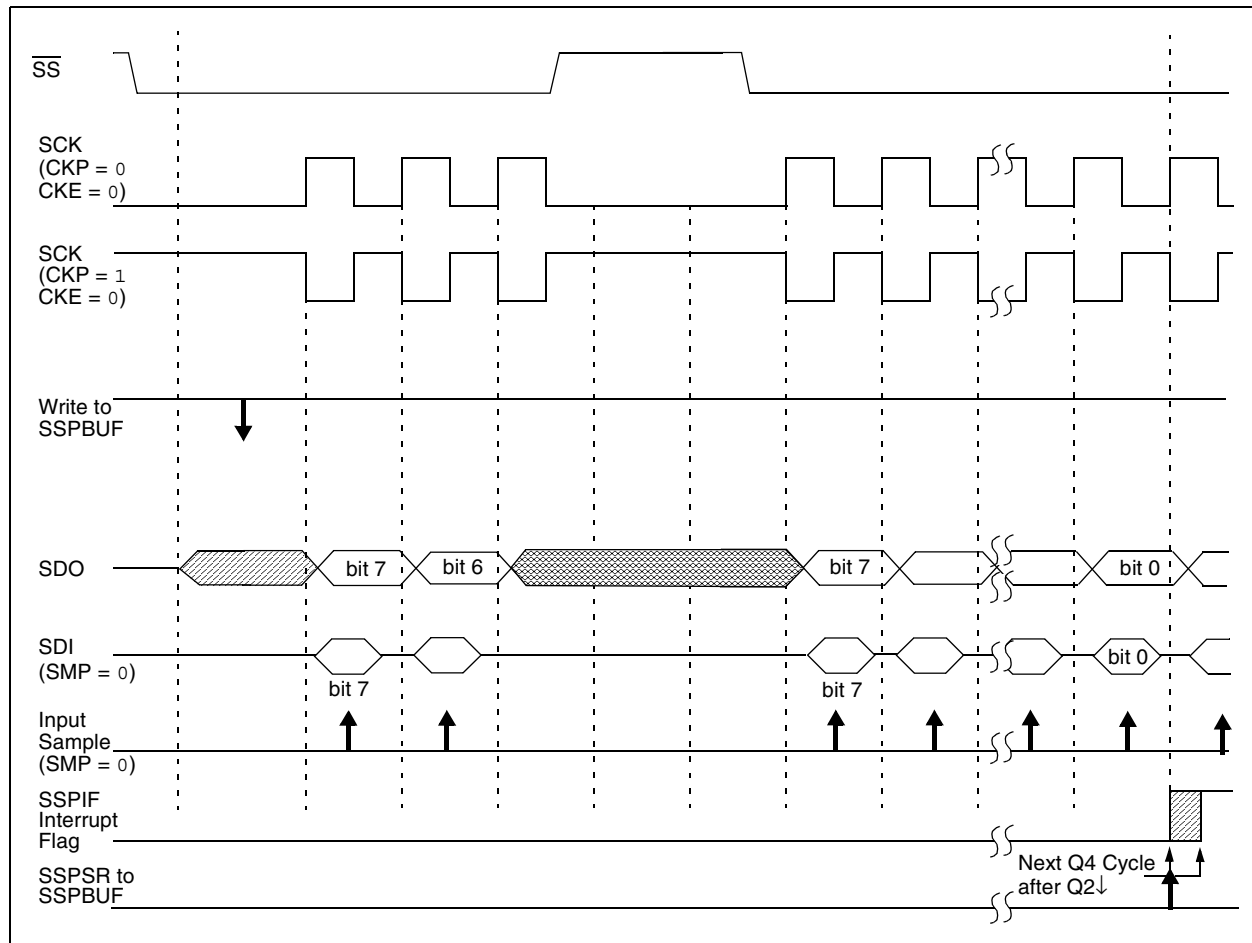 SS
SCK
(CKP = 0
CKE = 0)
SCK
(CKP = 1
CKE = 0)
Write to
SSPBUF
SDO
bit 7
bit 6
bit 7
bit 0
SDI
(SMP = 0)
bit 7
bit 7
bit 0
Input
Sample
(SMP = 0)
SSPIF
Interrupt
Flag
SSPSR to
SSPBUF
Next Q4 Cycle
after Q2↓